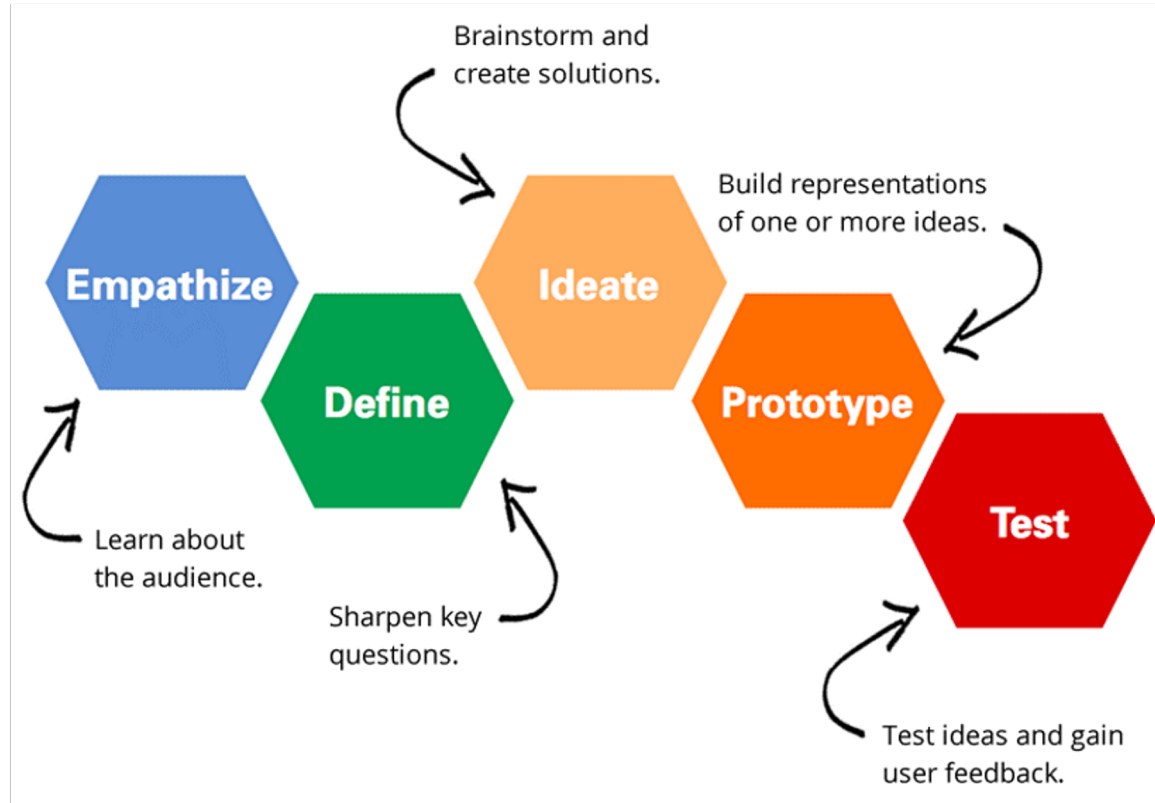 Brainstorm and
create solutions.
Build representations
of one or more ideas.
Empathize
Ideate
Define
Prototype
Test
Learn about
the audience.
Sharpen key
questions.
Test ideas and gain
user feedback.